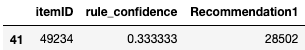 itemID rule_confidence Recommendation1
41 49234 0.333333 28502